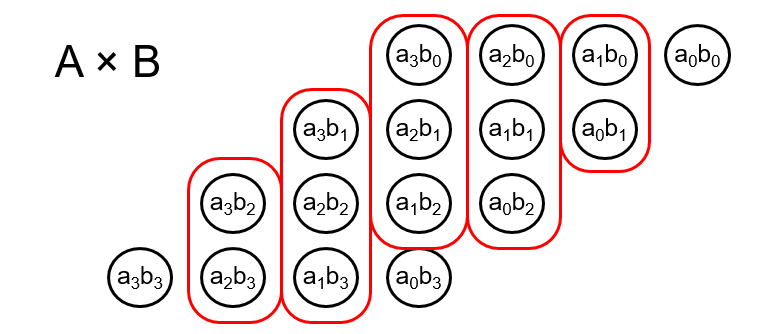 A × B
a₃b₀ a₂b₀ a₁b₀ a₀b₀
a₃b₁ a₂b₁ a₁b₁ a₀b₁
a₃b₂ a₂b₂ a₁b₂ a₀b₂
a₃b₃ a₂b₃ a₁b₃ a₀b₃